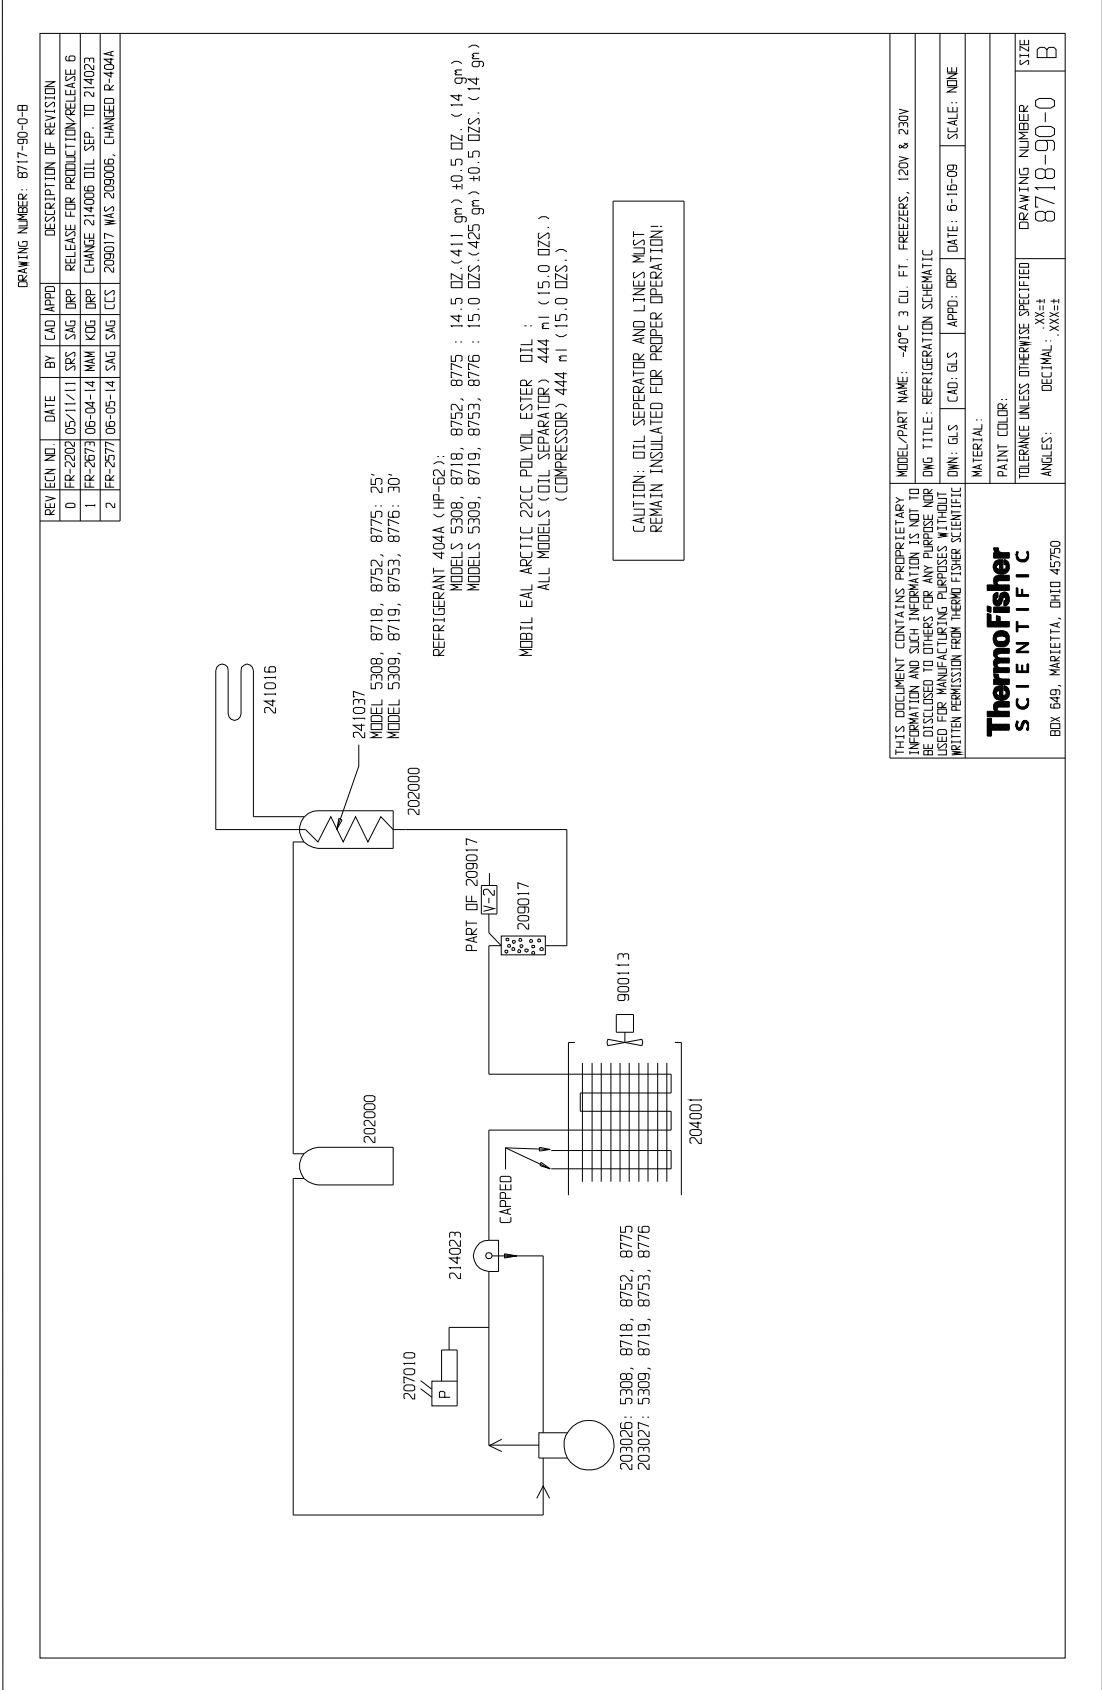 DRAWING NUMBER: 8717-90-0-B
REV ECN NO. DATE BY CAD APPD DESCRIPTION OF REVISION
0 FR-2202 05/11/11 SRS SAG DRP RELEASE FOR PRODUCTION/RELEASE 6
1 FR-2673 06-04-14 MAM KDG DRP CHANGE 214006 OIL SEP. TO 214023
2 FR-2577 06-05-14 SAG SAG CCS 209017 WAS 209006, CHANGED R-404A
241016
241037
MODEL 5308, 8718, 8752, 8775: 25'
MODEL 5309, 8719, 8753, 8776: 30'
202000
202000
REFRIGERANT 404A (HP-62):
MODELS 5308, 8718, 8752, 8775 : 14.5 OZ.(411 gm) ±0.5 OZ. (14 gm)
MODELS 5309, 8719, 8753, 8776 : 15.0 OZS.(425 gm) ±0.5 OZS. (14 gm)
MOBIL EAL ARCTIC 22CC POLYOL ESTER OIL :
ALL MODELS (OIL SEPARATOR) 444 ml (15.0 OZS.)
(COMPRESSOR) 444 ml (15.0 OZS.)
CAUTION: OIL SEPERATOR AND LINES MUST
REMAIN INSULATED FOR PROPER OPERATION!
207010
P
214023
CAPPED
PART OF 209017
V-2
209017
900113
204001
203026: 5308, 8718, 8752, 8775
203027: 5309, 8719, 8753, 8776
THIS DOCUMENT CONTAINS PROPRIETARY
INFORMATION AND SUCH INFORMATION IS NOT TO
BE DISCLOSED TO OTHERS FOR ANY PURPOSE NOR
USED FOR MANUFACTURING PURPOSES WITHOUT
WRITTEN PERMISSION FROM THERMO FISHER SCIENTIFIC
ThermoFisher
SCIENTIFIC
BOX 649, MARIETTA, OHIO 45750
MODEL/PART NAME: -40°C 3 CU. FT. FREEZERS, 120V & 230V
DWG TITLE: REFRIGERATION SCHEMATIC
DWN: GLS CAD: GLS APPD: DRP DATE: 6-16-09 SCALE: NONE
MATERIAL:
PAINT COLOR:
TOLERANCE UNLESS OTHERWISE SPECIFIED
ANGLES: DECIMAL: .XX=±
.XXX=±
DRAWING NUMBER
8718-90-0
SIZE
B